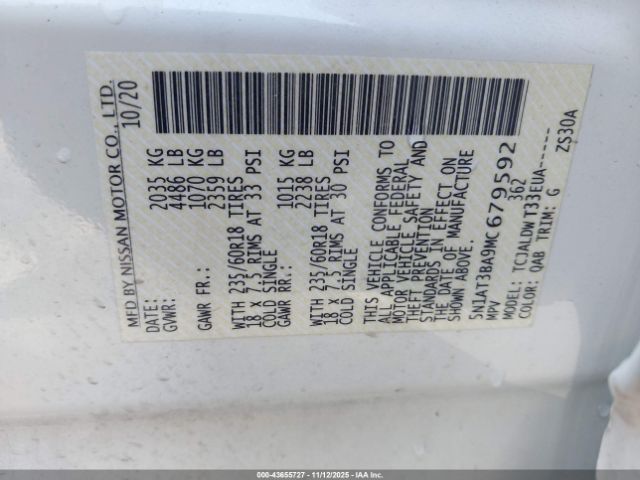 MFD BY NISSAN MOTOR CO., LTD.
DATE: 10/20
GVWR: 2035 KG
4486 LB
GAWR FR.: 1070 KG
2359 LB
WITH 235/60R18 TIRES
18 x 7.5 RIMS AT 33 PSI
COLD SINGLE
GAWR RR.: 1015 KG
2238 LB
WITH 235/60R18 TIRES
18 x 7.5 RIMS AT 30 PSI
COLD SINGLE
THIS VEHICLE CONFORMS TO
ALL APPLICABLE FEDERAL
MOTOR VEHICLE SAFETY AND
THEFT PREVENTION
STANDARDS IN EFFECT ON
THE DATE OF MANUFACTURE
SHOWN ABOVE.
5N1AT3BA9MC679592
MPV 362
MODEL: TCJALDWT33EUA------
COLOR: QAB TRIM: G ZS30A
000-43655727 - 11/12/2025 - IAAI.COM